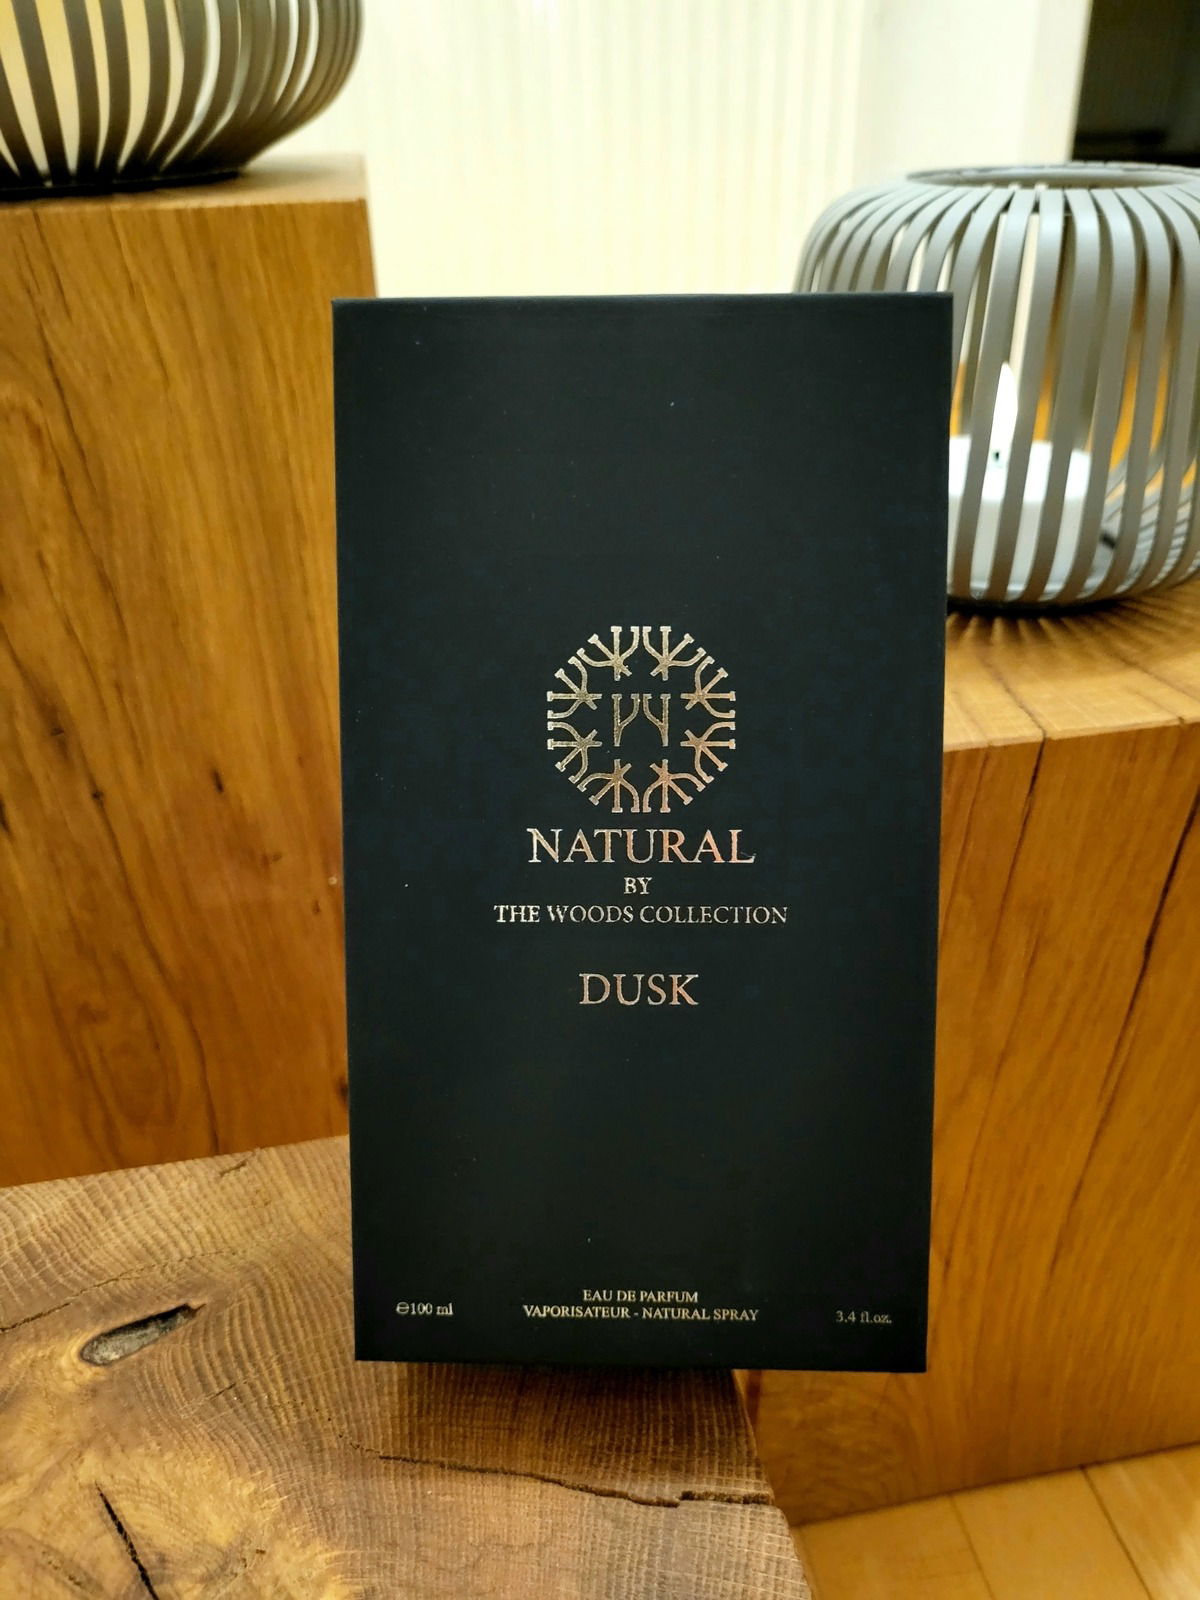 NATURAL
BY
THE WOODS COLLECTION
DUSK
EAU DE PARFUM
℮100 ml VAPORISATEUR - NATURAL SPRAY 3.4 fl.oz.